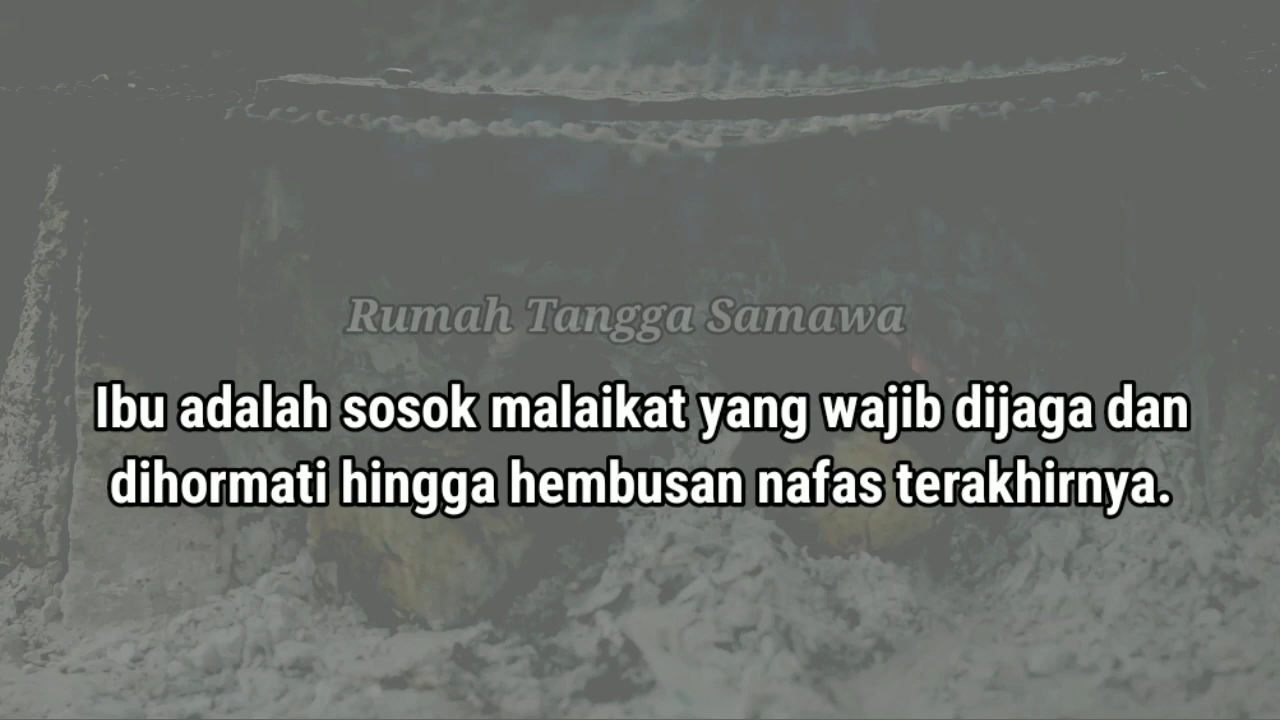 Rumah Tangga Samawa
Ibu adalah sosok malaikat yang wajib dijaga dan
dihormati hingga hembusan nafas terakhirnya.